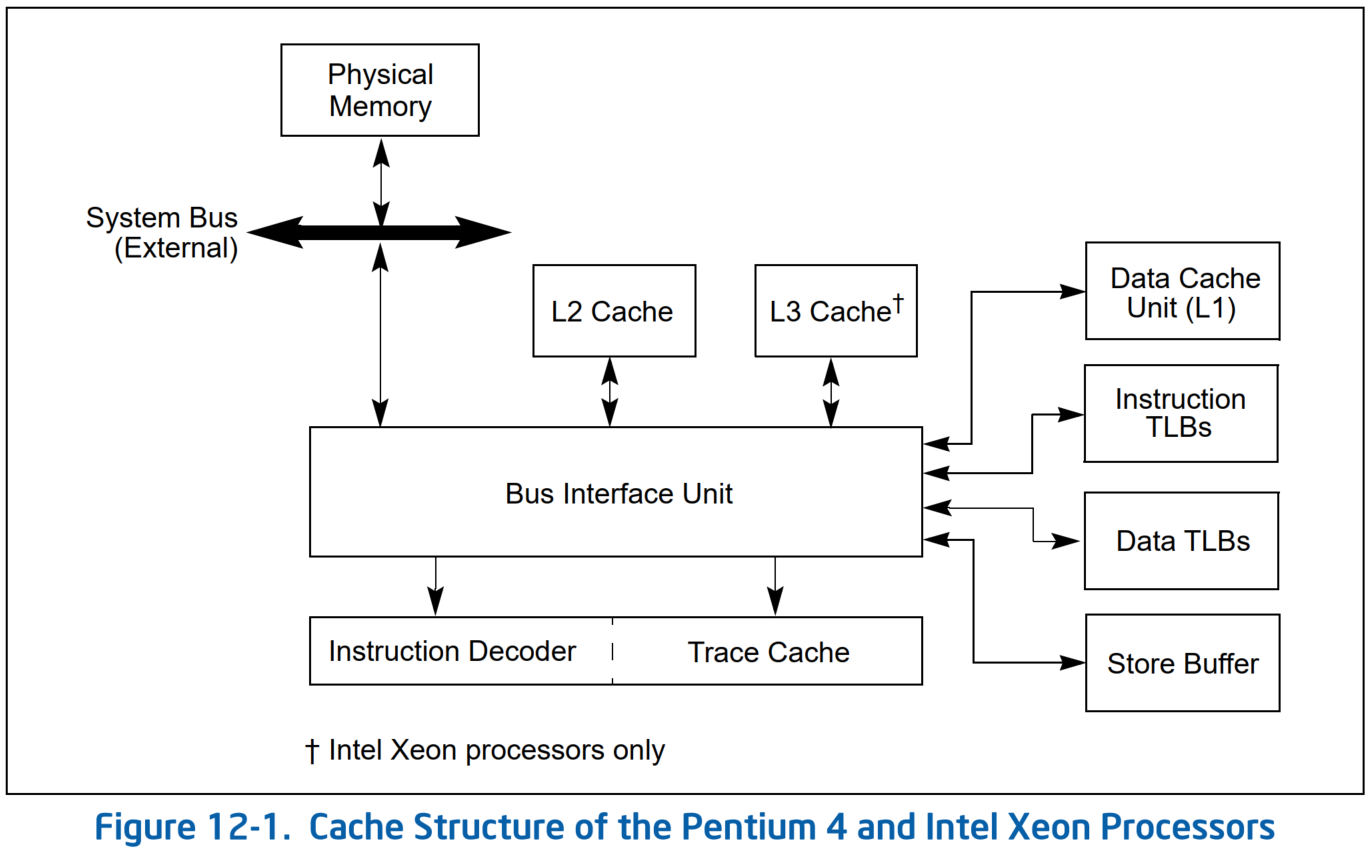 Physical
Memory
System Bus
(External)
L2 Cache
L3 Cache†
Data Cache
Unit (L1)
Instruction
TLBs
Bus Interface Unit
Data TLBs
Instruction Decoder
Trace Cache
Store Buffer
† Intel Xeon processors only
Figure 12-1. Cache Structure of the Pentium 4 and Intel Xeon Processors